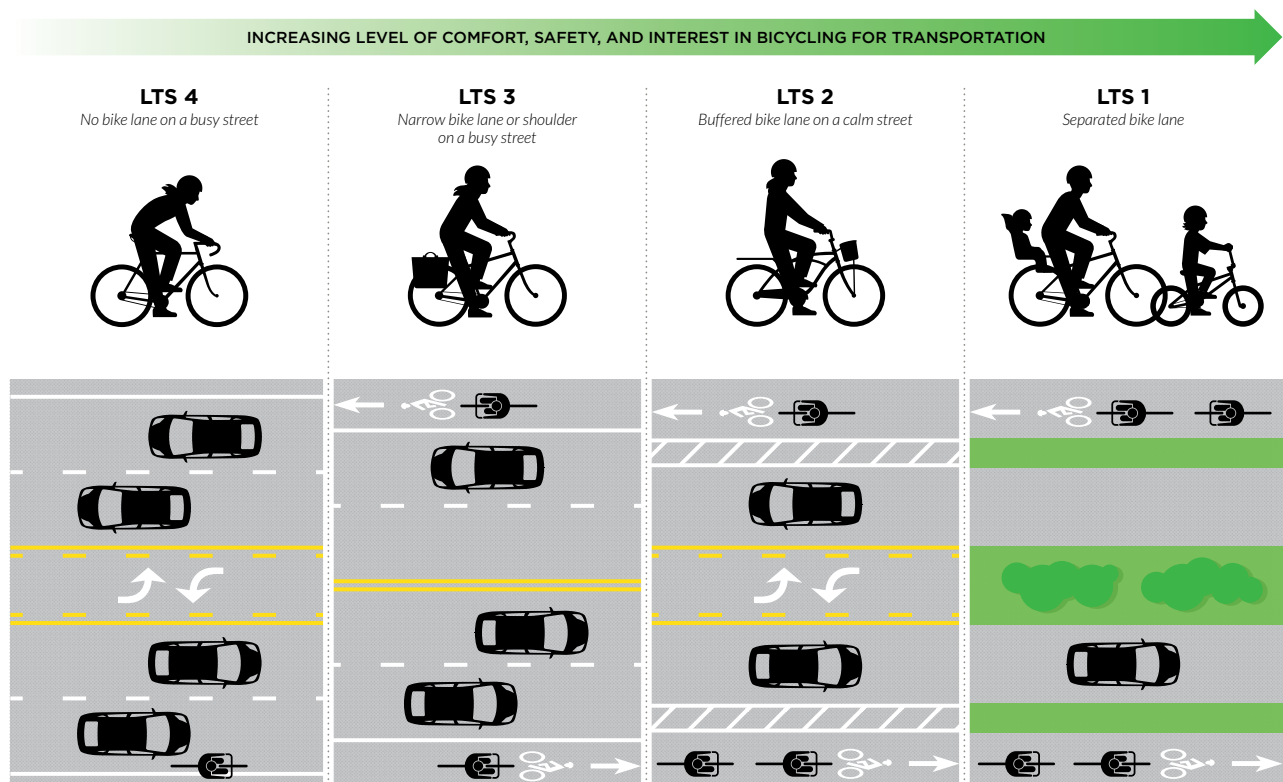 INCREASING LEVEL OF COMFORT, SAFETY, AND INTEREST IN BICYCLING FOR TRANSPORTATION
LTS 4
No bike lane on a busy street
LTS 3
Narrow bike lane or shoulder
on a busy street
LTS 2
Buffered bike lane on a calm street
LTS 1
Separated bike lane